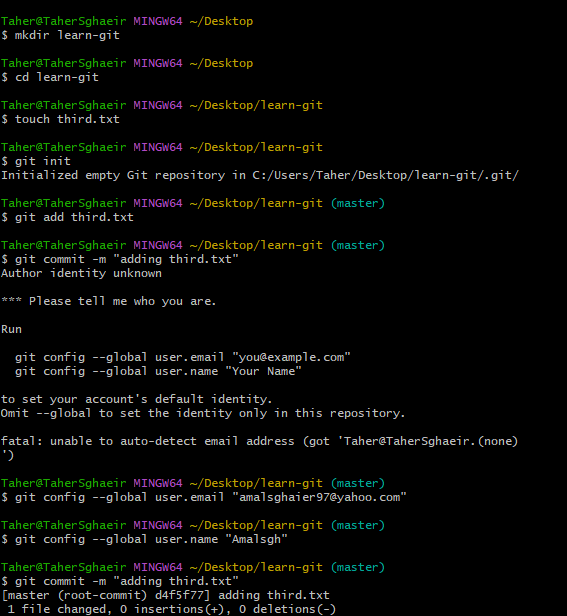 Taher@TaherSghaeir MINGW64 ~/Desktop
$ mkdir learn-git
Taher@TaherSghaeir MINGW64 ~/Desktop
$ cd learn-git
Taher@TaherSghaeir MINGW64 ~/Desktop/learn-git
$ touch third.txt
Taher@TaherSghaeir MINGW64 ~/Desktop/learn-git
$ git init
Initialized empty Git repository in C:/Users/Taher/Desktop/learn-git/.git/
Taher@TaherSghaeir MINGW64 ~/Desktop/learn-git (master)
$ git add third.txt
Taher@TaherSghaeir MINGW64 ~/Desktop/learn-git (master)
$ git commit -m "adding third.txt"
Author identity unknown
*** Please tell me who you are.
Run
git config --global user.email "you@example.com"
git config --global user.name "Your Name"
to set your account's default identity.
Omit --global to set the identity only in this repository.
fatal: unable to auto-detect email address (got 'Taher@TaherSghaeir.(none)
')
Taher@TaherSghaeir MINGW64 ~/Desktop/learn-git (master)
$ git config --global user.email "amalsghaier97@yahoo.com"
Taher@TaherSghaeir MINGW64 ~/Desktop/learn-git (master)
$ git config --global user.name "Amalsgh"
Taher@TaherSghaeir MINGW64 ~/Desktop/learn-git (master)
$ git commit -m "adding third.txt"
[master (root-commit) d4f5f77] adding third.txt
1 file changed, 0 insertions(+), 0 deletions(-)